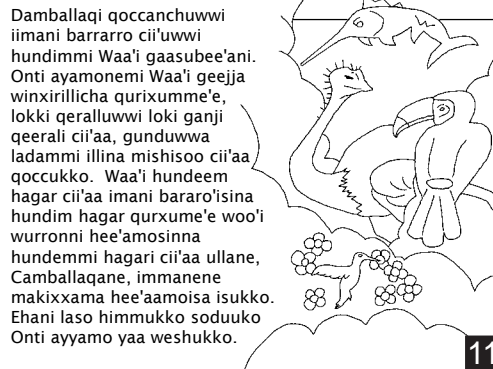 Damballaqi qoccanchuwwi
iimani barrarro cii'uwwi
hundimmi Waa'i gaasubee'ani.
Onti ayamonemi Waa'i geejja
winxirillicha qurixumme'e,
lokki qeralluwwi loki ganji
qeerali cii'aa, gunduwwa
ladammi illina mishisoo cii'aa
qoccukko.  Waa'i hundeem
hagar cii'aa imani bararo'isina
hundim hagar qurxume'e woo'i
wurronni hee'amosinna
hundemmi hagari cii'aa ullane,
Camballaqane, immanene
makixxama hee'aamoisa isukko.
Ehani laso himmukko soduuko
Onti ayyamo yaa weshukko.
11